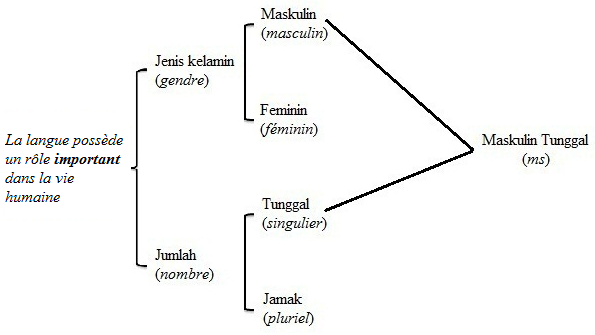 Maskulin
(masculin)
Jenis kelamin
(gendre)
Feminin
(féminin)
La langue possède
un rôle important
dans la vie
humaine
Maskulin Tunggal
(ms)
Tunggal
(singulier)
Jumlah
(nombre)
Jamak
(pluriel)